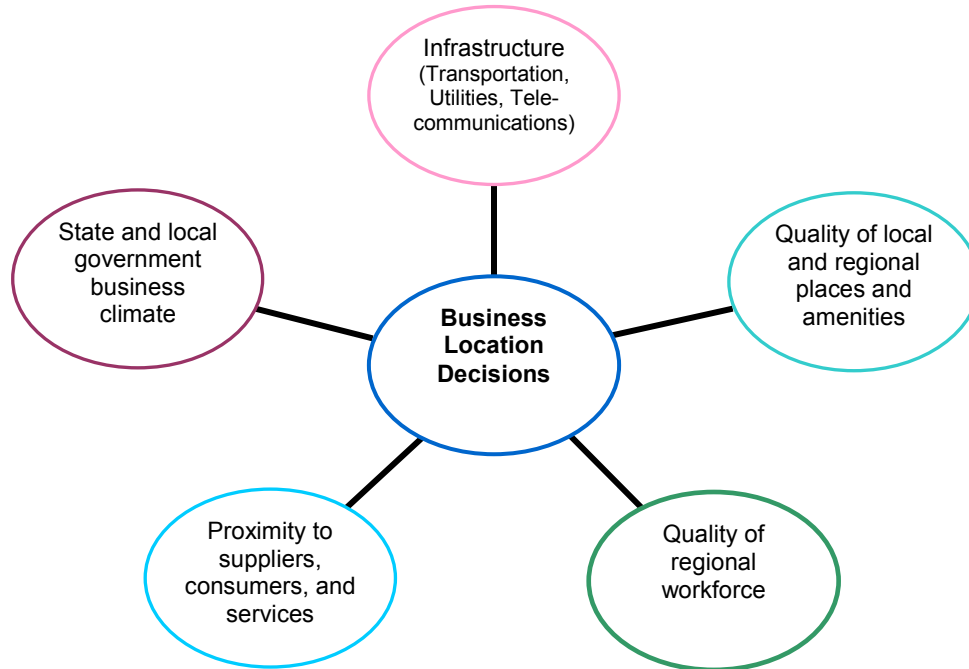 Infrastructure
(Transportation,
Utilities, Tele-
communications)
State and local
government
business
climate
Quality of local
and regional
places and
amenities
Business
Location
Decisions
Proximity to
suppliers,
consumers, and
services
Quality of
regional
workforce